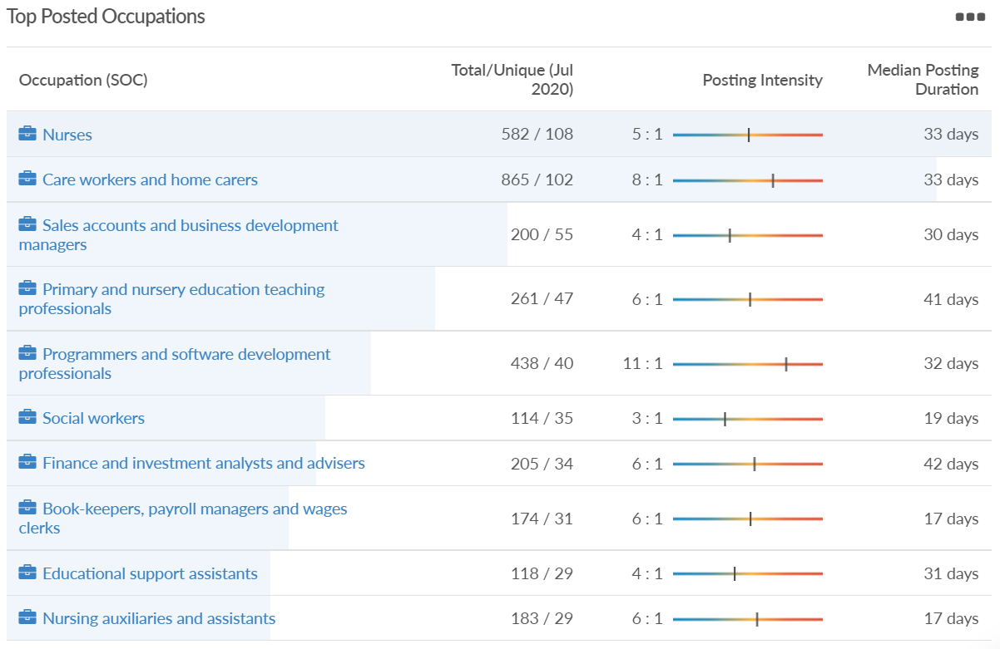 Top Posted Occupations
Occupation (SOC)
Total/Unique (Jul
2020)
Posting Intensity
Median Posting
Duration
Nurses 582 / 108 5 : 1 33 days
Care workers and home carers 865 / 102 8 : 1 33 days
Sales accounts and business development
managers
200 / 55 4 : 1 30 days
Primary and nursery education teaching
professionals
261 / 47 6 : 1 41 days
Programmers and software development
professionals
438 / 40 11 : 1 32 days
Social workers 114 / 35 3 : 1 19 days
Finance and investment analysts and advisers 205 / 34 6 : 1 42 days
Book-keepers, payroll managers and wages
clerks
174 / 31 6 : 1 17 days
Educational support assistants 118 / 29 4 : 1 31 days
Nursing auxiliaries and assistants 183 / 29 6 : 1 17 days